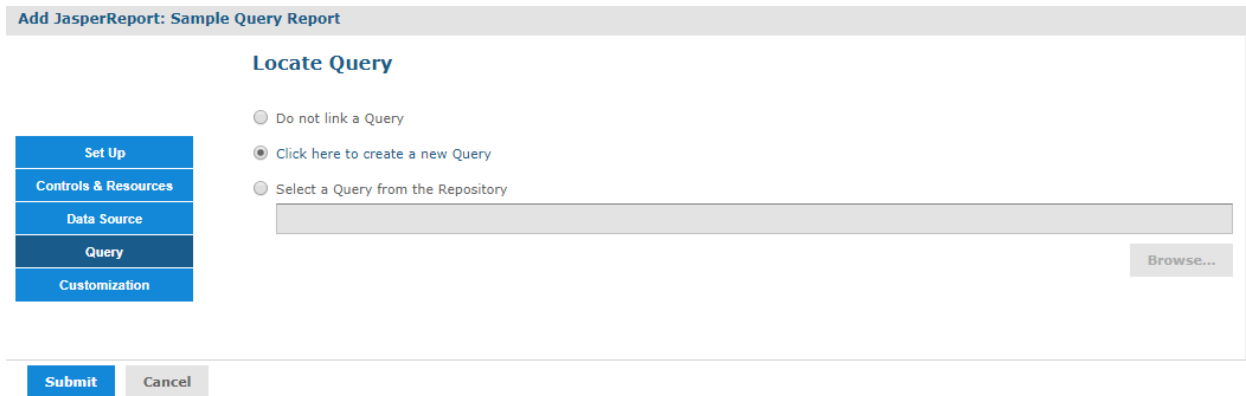 Add JasperReport: Sample Query Report
Locate Query
Do not link a Query
Click here to create a new Query
Select a Query from the Repository
Browse...
Set Up
Controls & Resources
Data Source
Query
Customization
Submit
Cancel